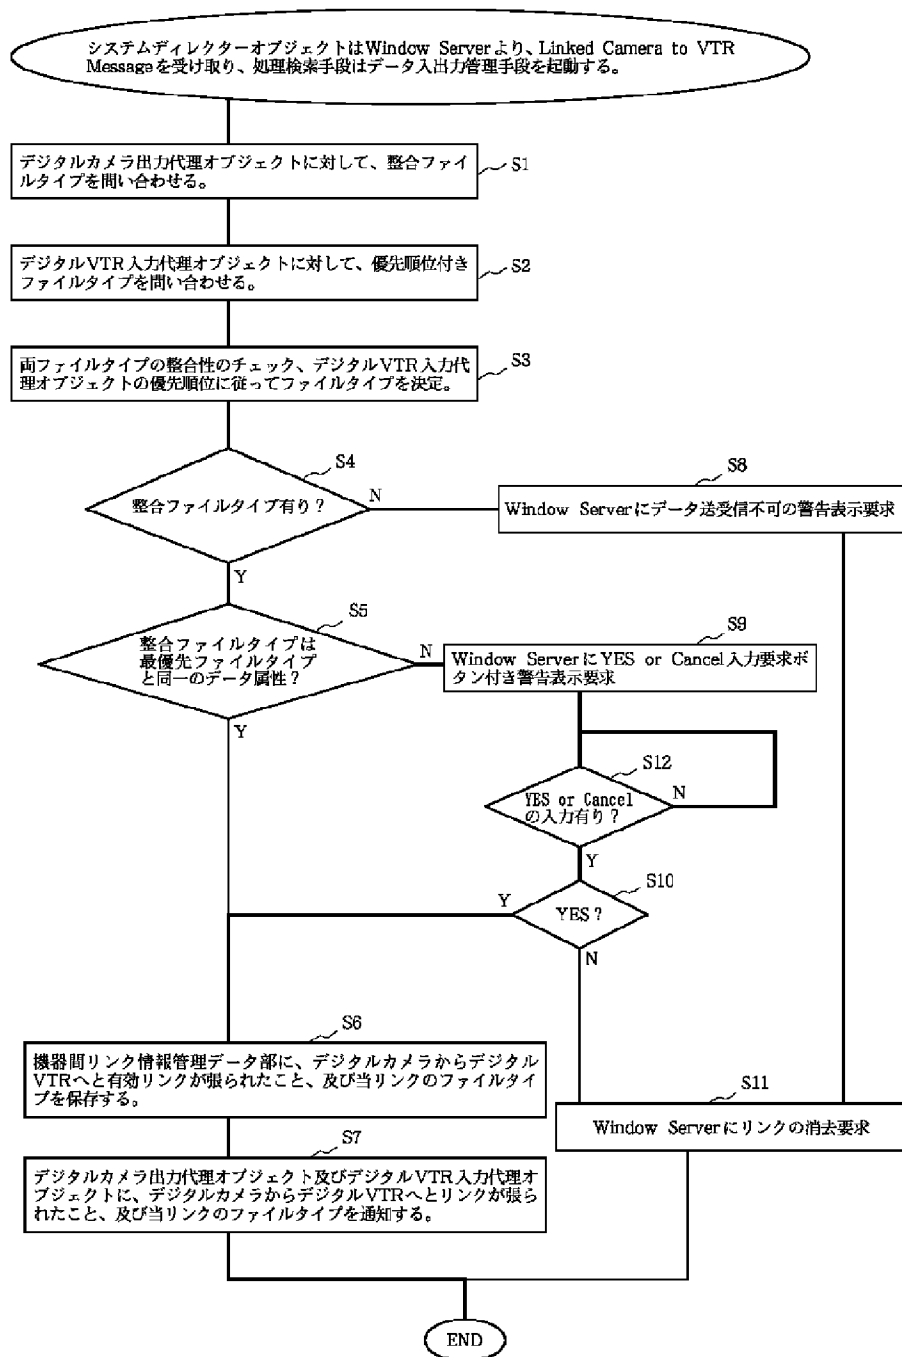 システムディレクターオブジェクトはWindow Serverより、Linked Camera to VTR
Messageを受け取り、処理検索手段はデータ入出力管理手段を起動する。
デジタルカメラ出力代理オブジェクトに対して、整合ファイ
ルタイプを問い合わせる。
S1
デジタルVTR入力代理オブジェクトに対して、優先順位付き
ファイルタイプを問い合わせる。
S2
両ファイルタイプの整合性のチェック、デジタルVTR入力代
理オブジェクトの優先順位に従ってファイルタイプを決定。
S3
S4
整合ファイルタイプ有り？
N
Y
S8
Window Serverにデータ送受信不可の警告表示要求
S5
整合ファイルタイプは
最優先ファイルタイプ
と同一のデータ属性？
N
Y
S9
Window ServerにYES or Cancel入力要求ボ
タン付き警告表示要求
S12
YES or Cancel
の入力有り？
N
Y
S10
YES？
Y
N
S6
機器間リンク情報管理データ部に、デジタルカメラからデジタル
VTRへと有効リンクが張られたこと、及び当リンクのファイルタイプ
を保存する。
S11
Window Serverにリンクの消去要求
S7
デジタルカメラ出力代理オブジェクト及びデジタルVTR入力代理オ
ブジェクトに、デジタルカメラからデジタルVTRへとリンクが張ら
れたこと、及び当リンクのファイルタイプを通知する。
END